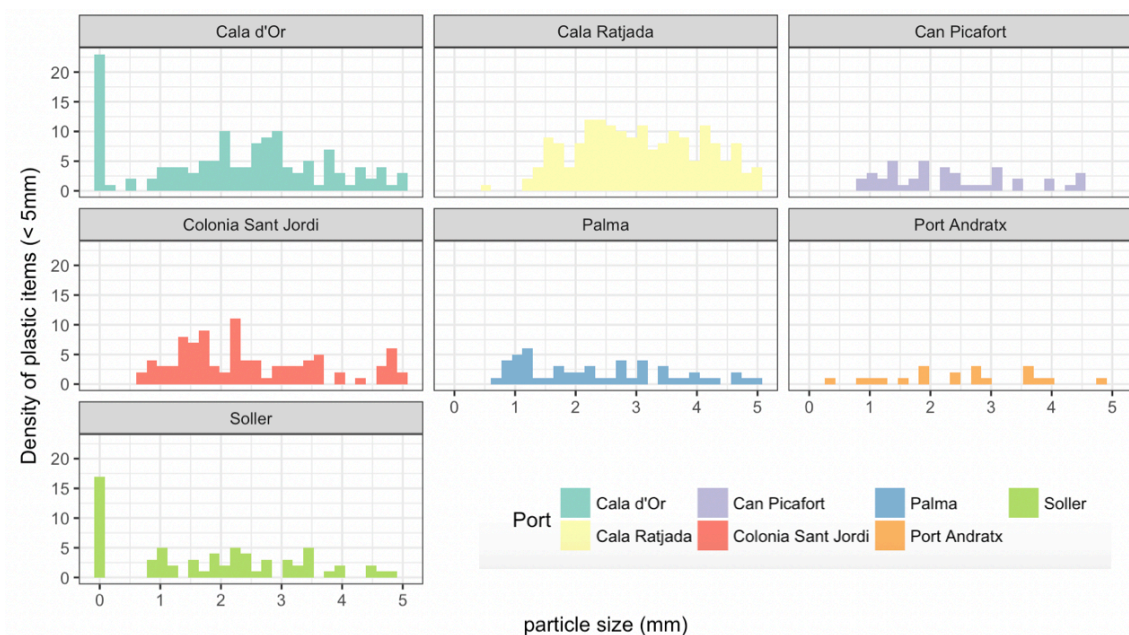 Cala d'Or
Cala Ratjada
Can Picafort
20
15
10
5
0
Colonia Sant Jordi
Palma
Port Andratx
20
15
10
5
0
0 1 2 3 4 5
0 1 2 3 4 5
Soller
20
15
10
5
0
0 1 2 3 4 5
Density of plastic items (< 5mm)
particle size (mm)
Port
Cala d'Or Can Picafort Palma Soller
Cala Ratjada Colonia Sant Jordi Port Andratx